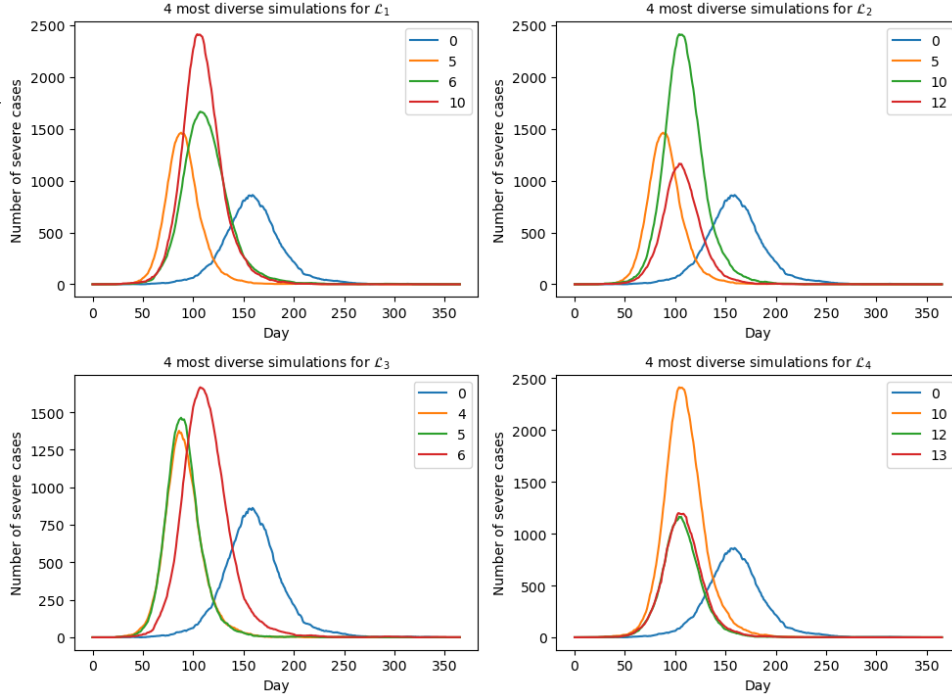 4 most diverse simulations for ℒ₁
Number of severe cases
2500
2000
1500
1000
500
0
0 50 100 150 200 250 300 350
Day
0
5
6
10
4 most diverse simulations for ℒ₂
Number of severe cases
2500
2000
1500
1000
500
0
0 50 100 150 200 250 300 350
Day
0
5
10
12
4 most diverse simulations for ℒ₃
Number of severe cases
1500
1250
1000
750
500
250
0
0 50 100 150 200 250 300 350
Day
0
4
5
6
4 most diverse simulations for ℒ₄
Number of severe cases
2500
2000
1500
1000
500
0
0 50 100 150 200 250 300 350
Day
0
10
12
13